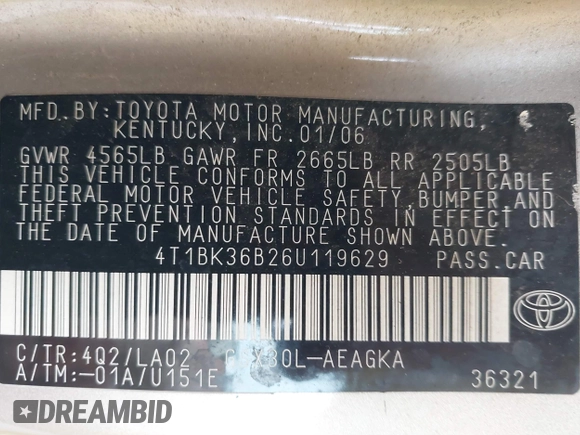 MFD.BY:TOYOTA MOTOR MANUFACTURING,
KENTUCKY,INC.01/06
GVWR 4565LB GAWR FR 2665LB RR 2505LB
THIS VEHICLE CONFORMS TO ALL APPLICABLE
FEDERAL MOTOR VEHICLE SAFETY,BUMPER,AND
THEFT PREVENTION STANDARDS IN EFFECT ON
THE DATE OF MANUFACTURE SHOWN ABOVE.
4T1BK36B26U119629 PASS.CAR
C/TR:4Q2/LA02
A/TM:-01A/U151E 36321
DREAMBID